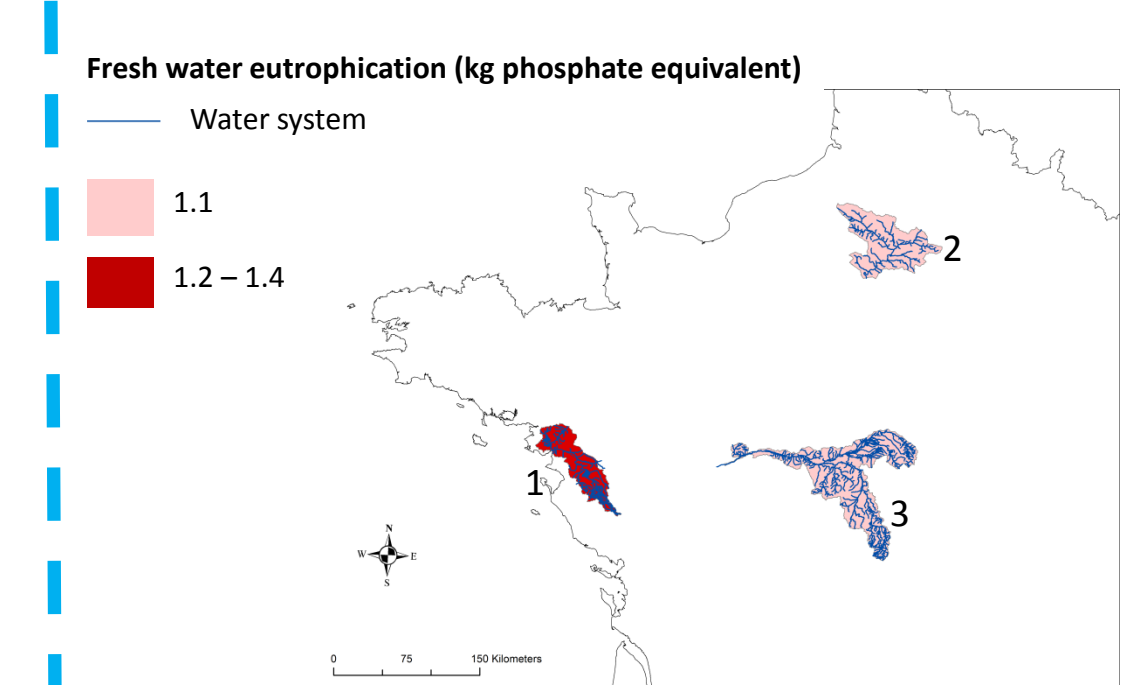 Fresh water eutrophication (kg phosphate equivalent)
Water system
1.1
1.2 – 1.4
2
1
3
N
W E
S
0 75 150 Kilometers